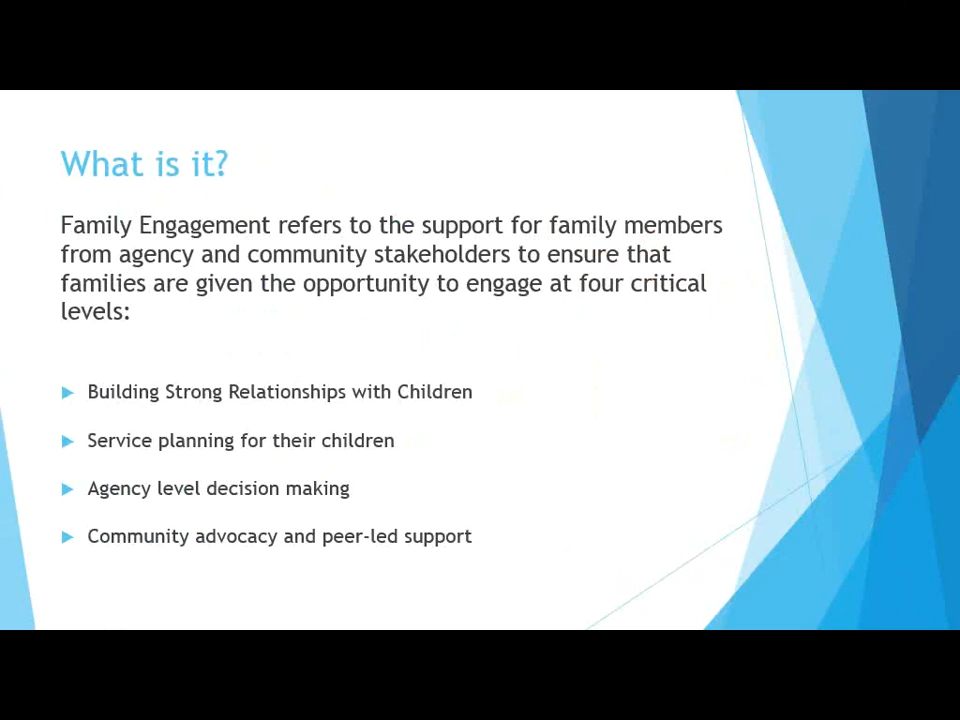 What is it?
Family Engagement refers to the support for family members
from agency and community stakeholders to ensure that
families are given the opportunity to engage at four critical
levels:
Building Strong Relationships with Children
Service planning for their children
Agency level decision making
Community advocacy and peer-led support